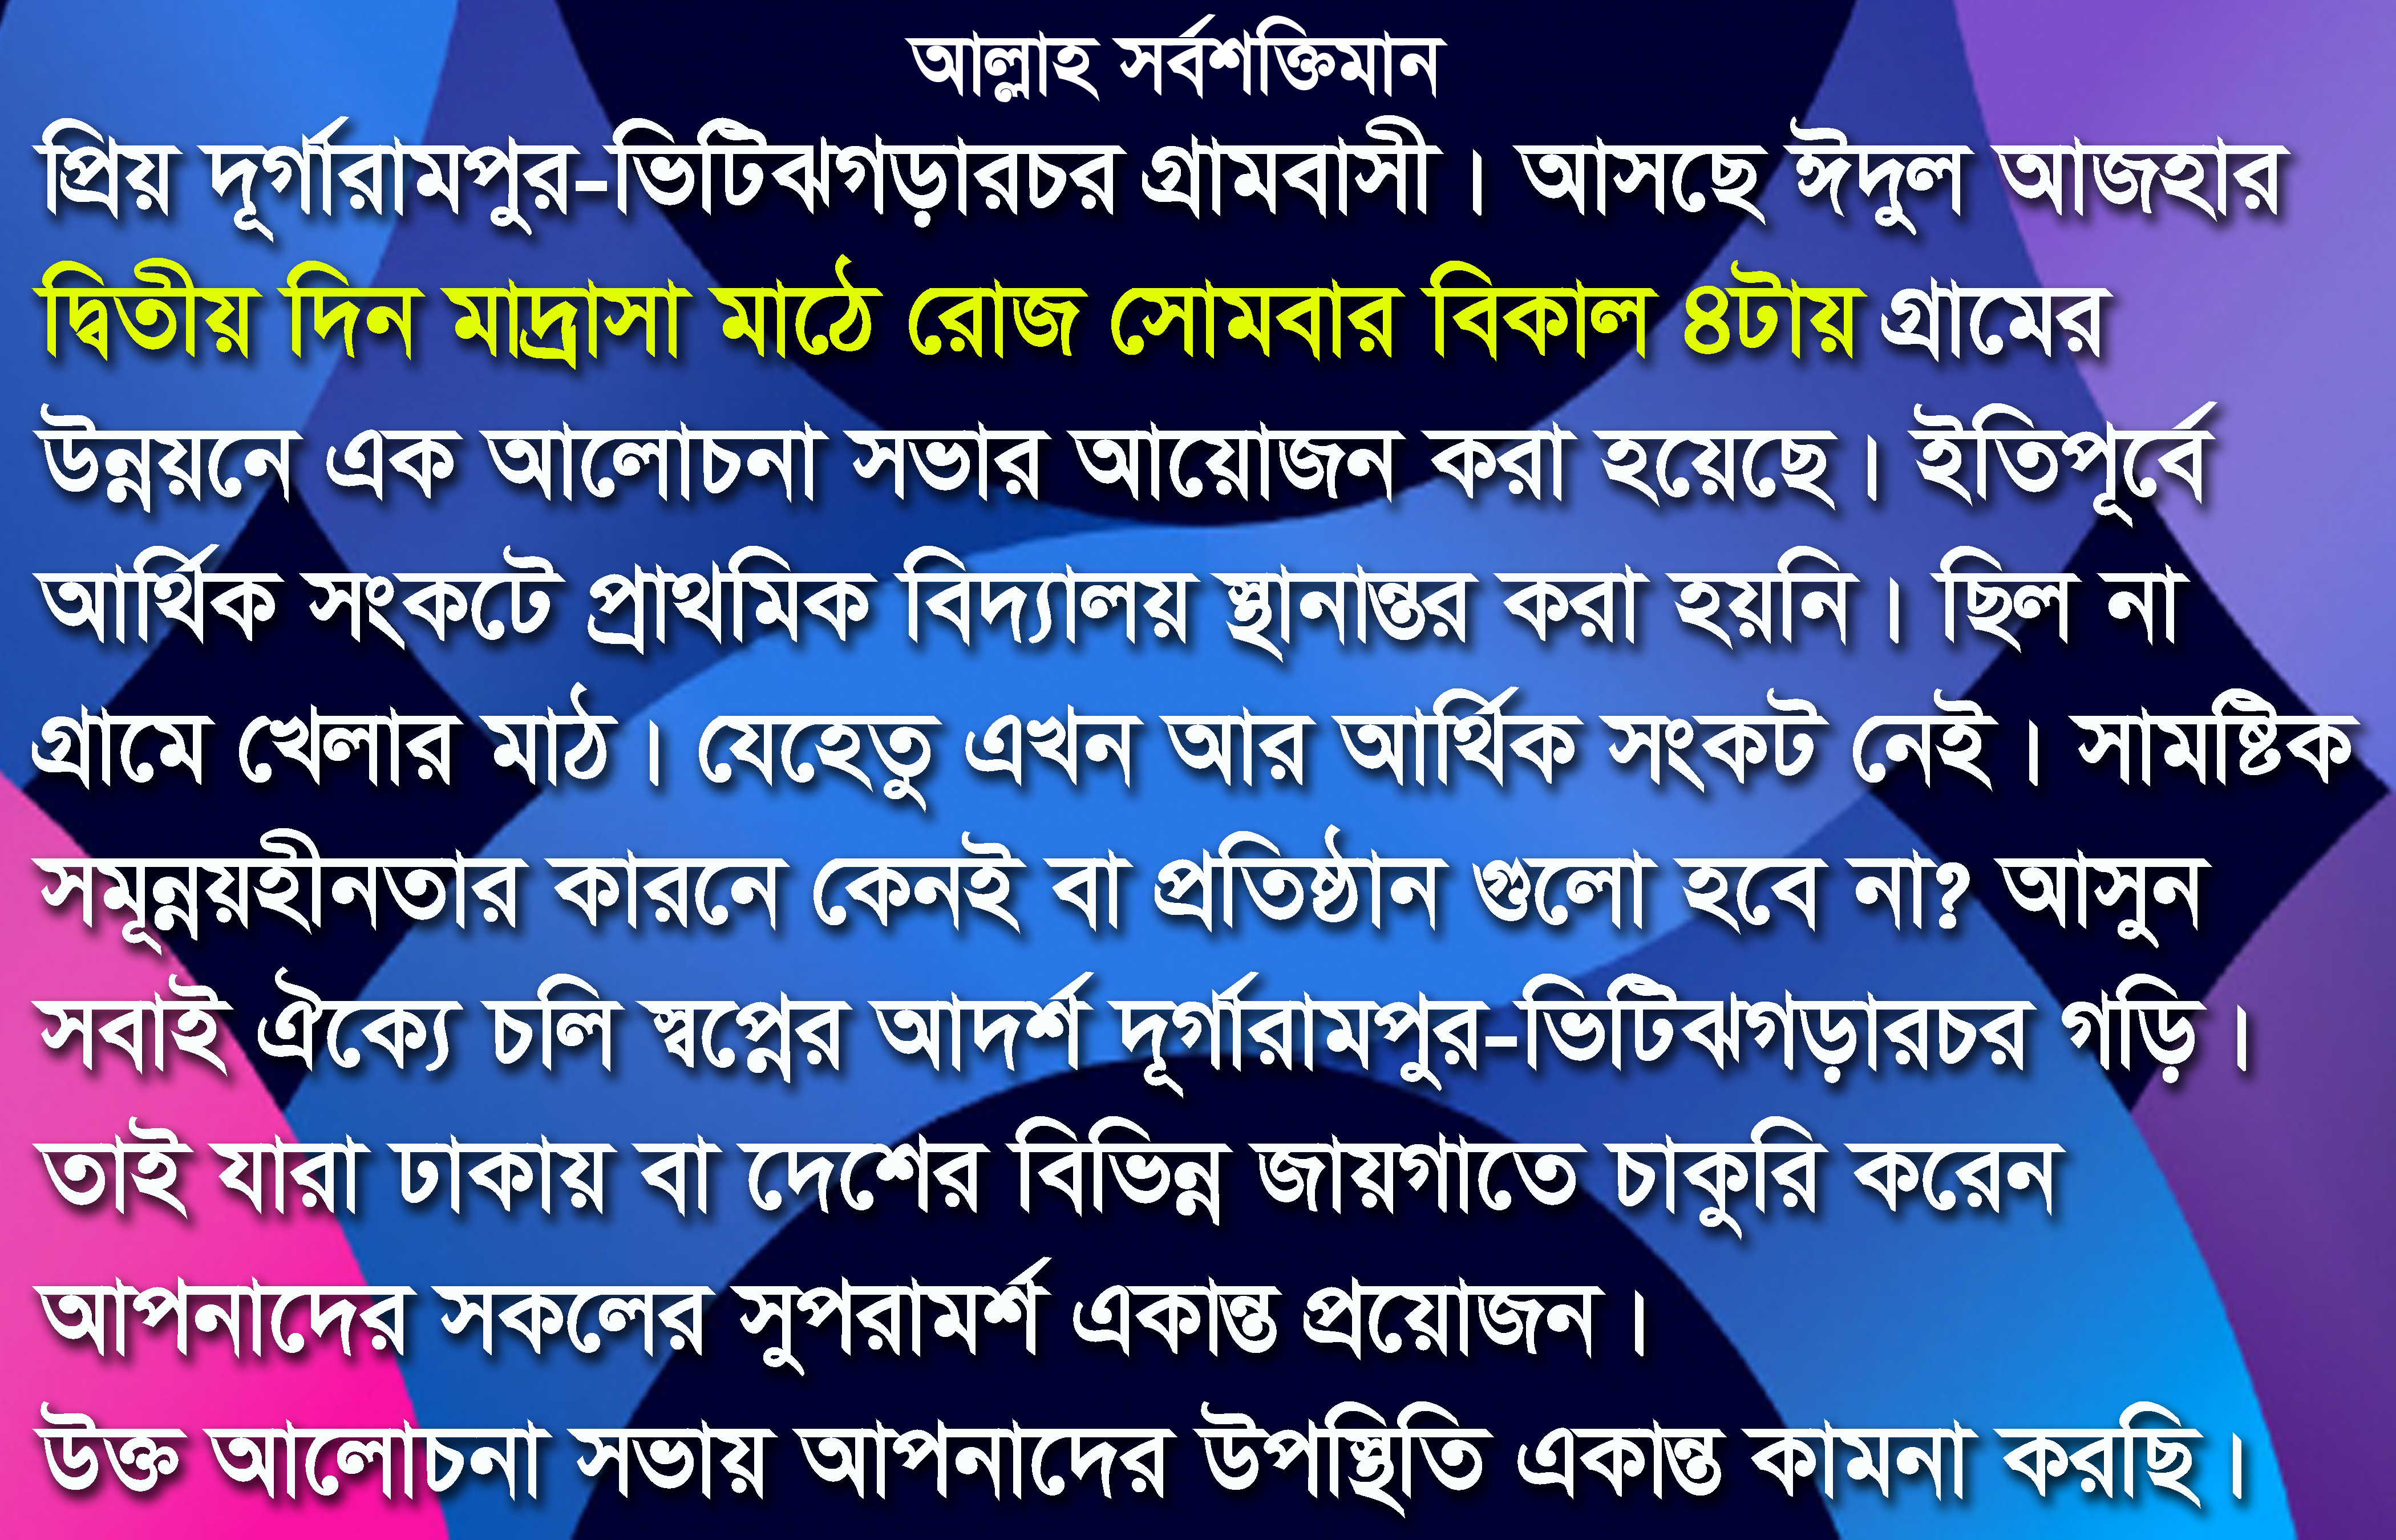 আল্লাহ সর্বশক্তিমান
প্রিয় দূর্গারামপুর-ভিটিঝগড়ারচর গ্রামবাসী। আসছে ঈদুল আজহার
দ্বিতীয় দিন মাদ্রাসা মাঠে রোজ সোমবার বিকাল ৪টায় গ্রামের
উন্নয়নে এক আলোচনা সভার আয়োজন করা হয়েছে। ইতিপূর্বে
আর্থিক সংকটে প্রাথমিক বিদ্যালয় স্থানান্তর করা হয়নি। ছিল না
গ্রামে খেলার মাঠ। যেহেতু এখন আর আর্থিক সংকট নেই। সামষ্টিক
সমূন্নয়হীনতার কারনে কেনই বা প্রতিষ্ঠান গুলো হবে না? আসুন
সবাই ঐক্যে চলি স্বপ্নের আদর্শ দূর্গারামপুর-ভিটিঝগড়ারচর গড়ি।
তাই যারা ঢাকায় বা দেশের বিভিন্ন জায়গাতে চাকুরি করেন
আপনাদের সকলের সুপরামর্শ একান্ত প্রয়োজন।
উক্ত আলোচনা সভায় আপনাদের উপস্থিতি একান্ত কামনা করছি।